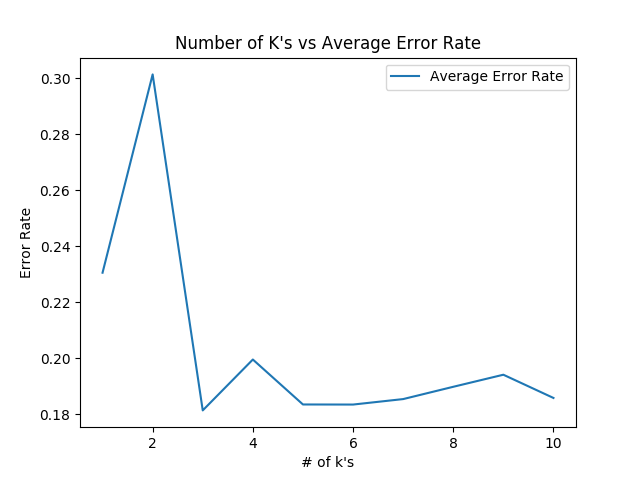 Number of K's vs Average Error Rate
Average Error Rate
0.30
0.28
0.26
0.24
0.22
0.20
0.18
Error Rate
2 4 6 8 10
# of k's